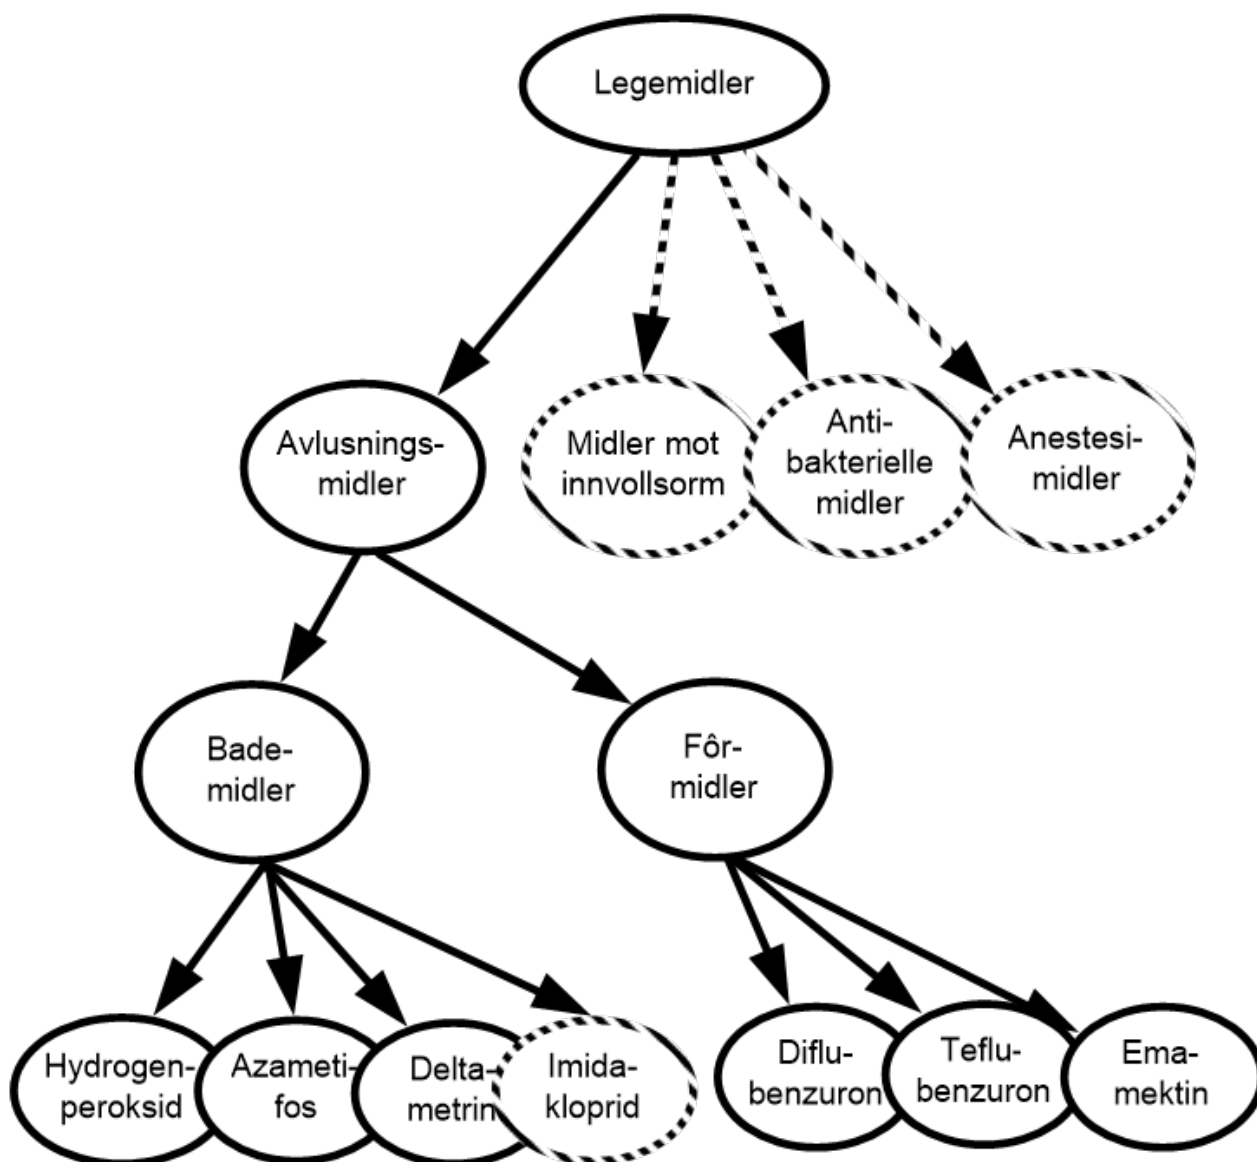 Legemidler
Avlusnings-
midler
Midler mot
innvollsorm
Anti-
bakterielle
midler
Anestesi-
midler
Bade-
midler
Fôr-
midler
Hydrogen-
peroksid
Azameti-
fos
Delta-
metrin
Imida-
kloprid
Diflu-
benzuron
Teflu-
benzuron
Ema-
mektin